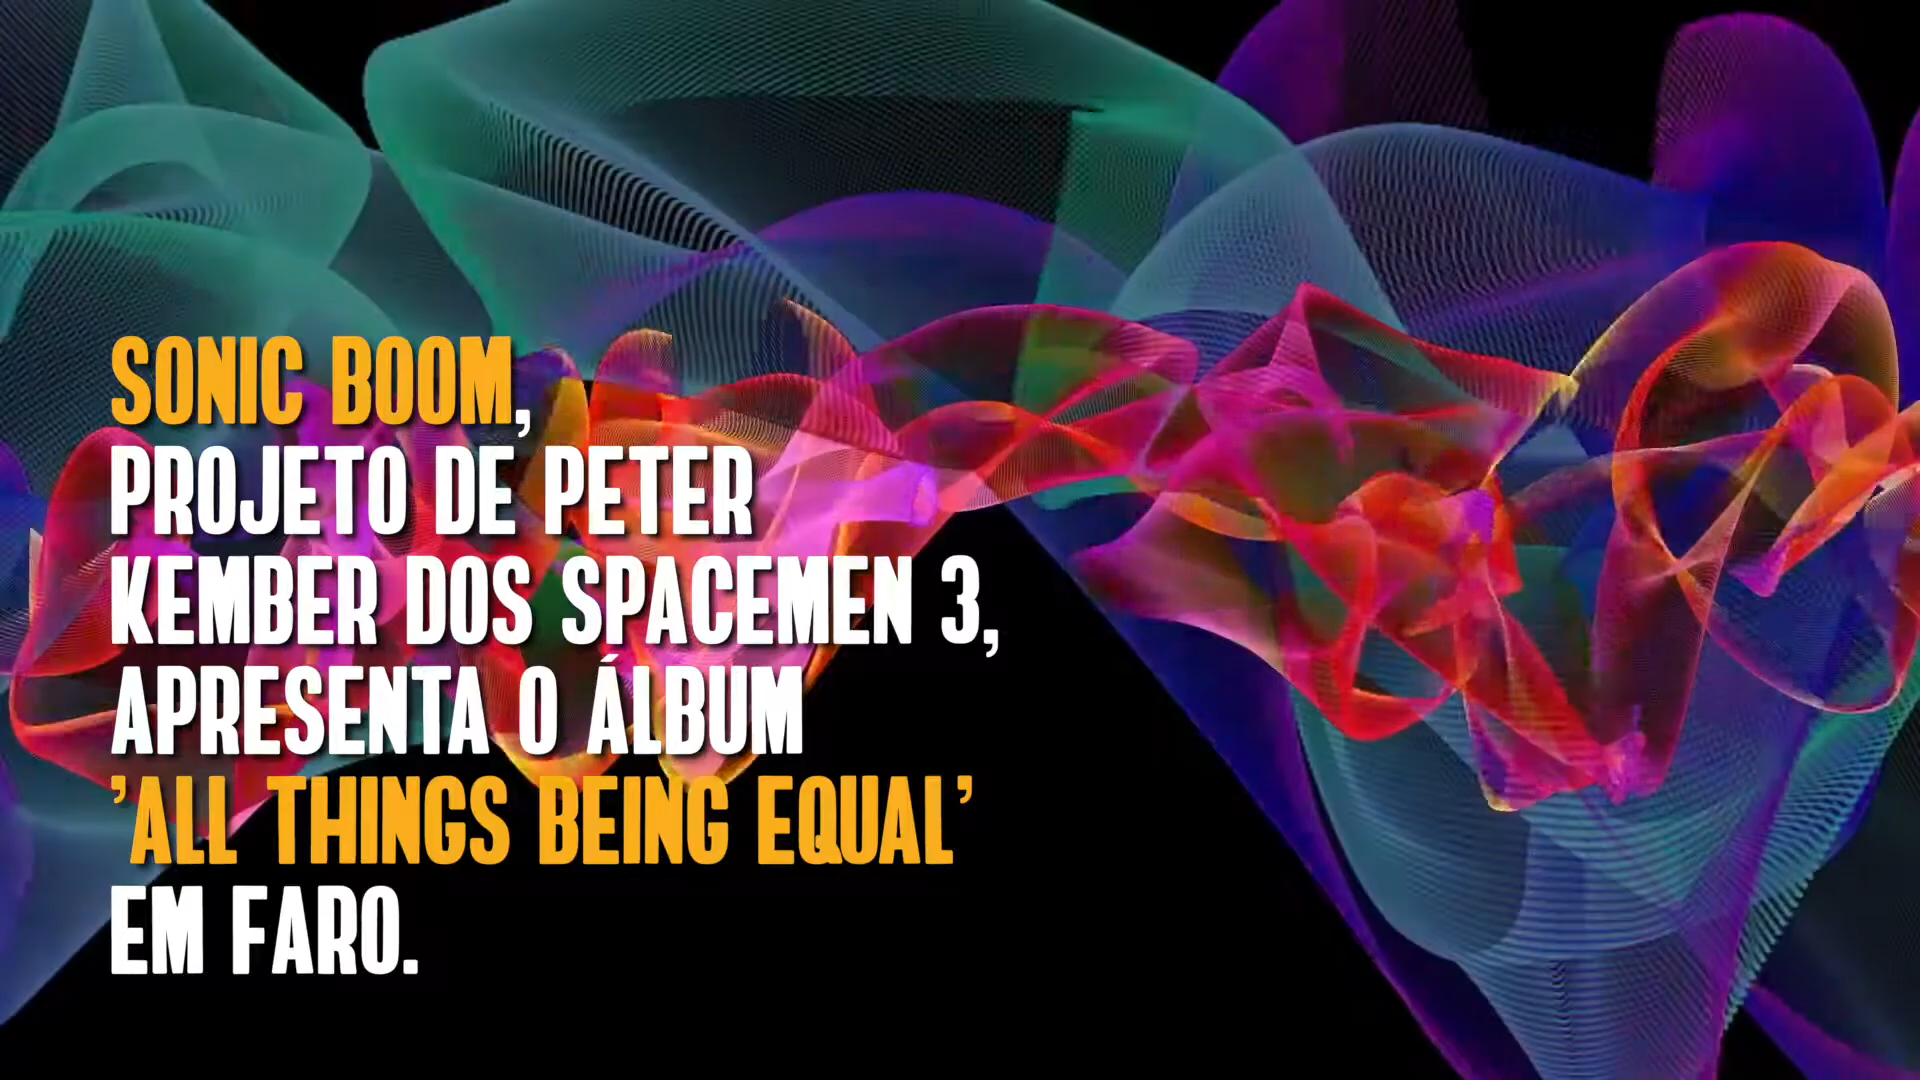 SONIC BOOM,
PROJETO DE PETER
KEMBER DOS SPACEMEN 3,
APRESENTA O ÁLBUM
’ALL THINGS BEING EQUAL’
EM FARO.